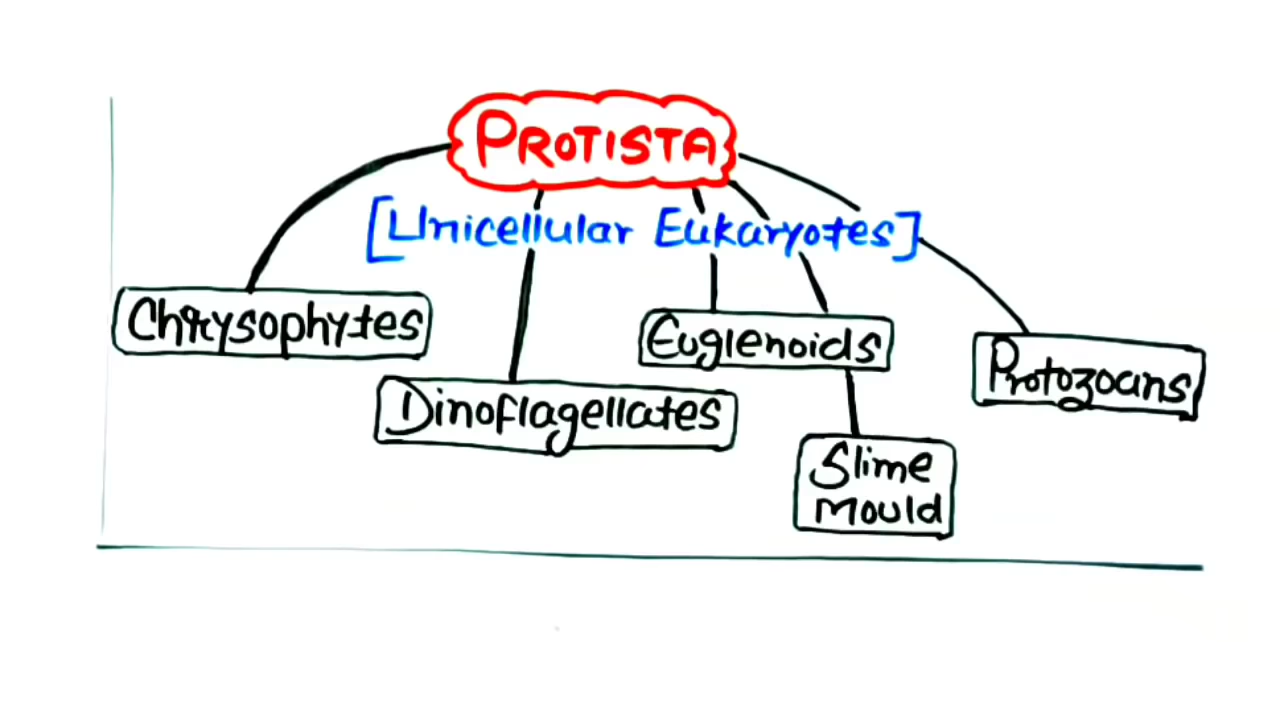 PROTISTA
[Unicellular Eukaryotes]
Chrysophytes
Dinoflagellates
Euglenoids
Slime
mould
Protozoans